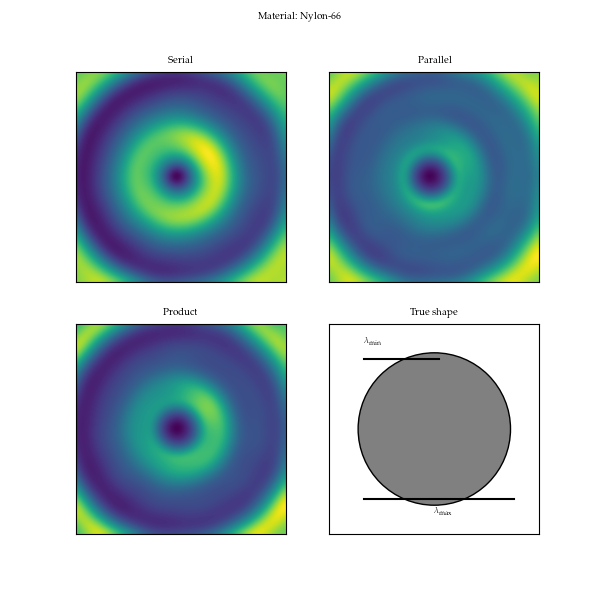 Material: Nylon-66
Serial
Parallel
Product
True shape
λmin
λmax